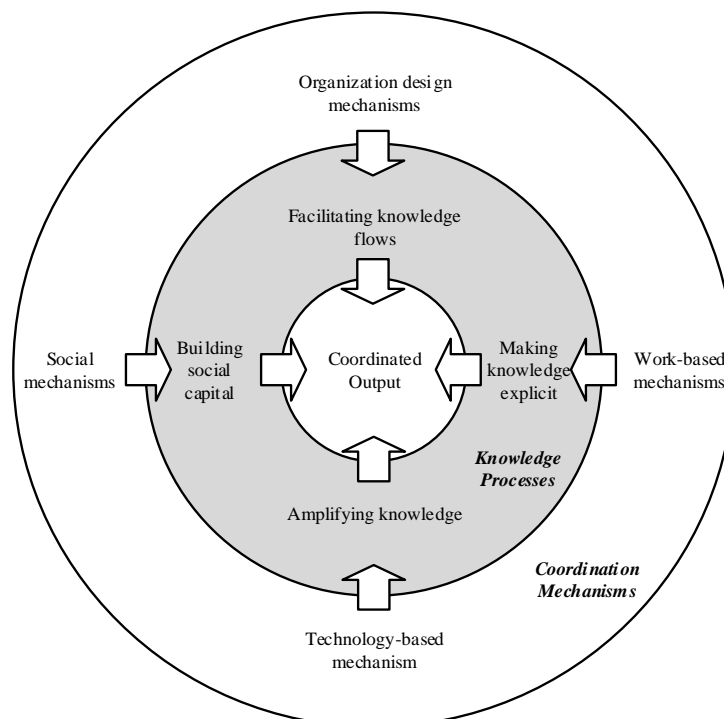 Organization design
mechanisms
Facilitating knowledge
flows
Social
mechanisms
Building
social
capital
Coordinated
Output
Making
knowledge
explicit
Work-based
mechanisms
Knowledge
Processes
Amplifying knowledge
Coordination
Mechanisms
Technology-based
mechanism